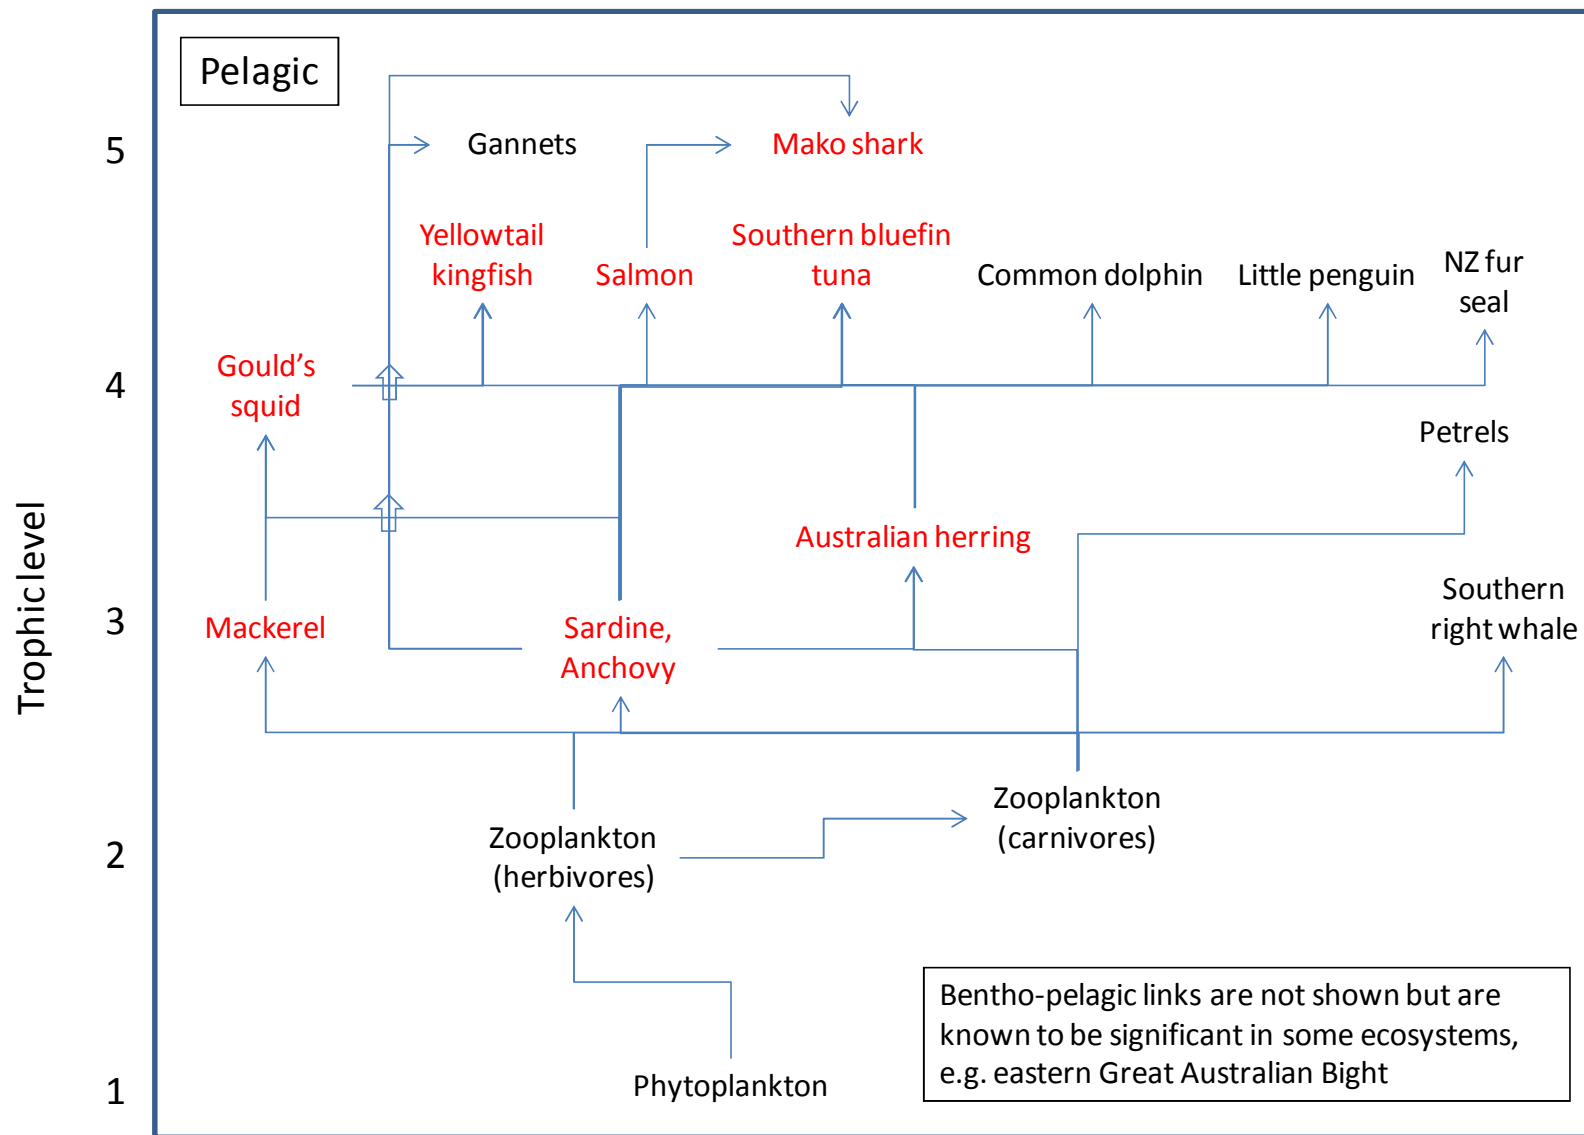 Pelagic
5
Gannets
Mako shark
Yellowtail
kingfish
Salmon
Southern bluefin
tuna
Common dolphin
Little penguin
NZ fur
seal
4
Gould’s
squid
Petrels
Trophic level
Australian herring
3
Mackerel
Sardine,
Anchovy
Southern
right whale
2
Zooplankton
(herbivores)
Zooplankton
(carnivores)
1
Phytoplankton
Bentho-pelagic links are not shown but are
known to be significant in some ecosystems,
e.g. eastern Great Australian Bight